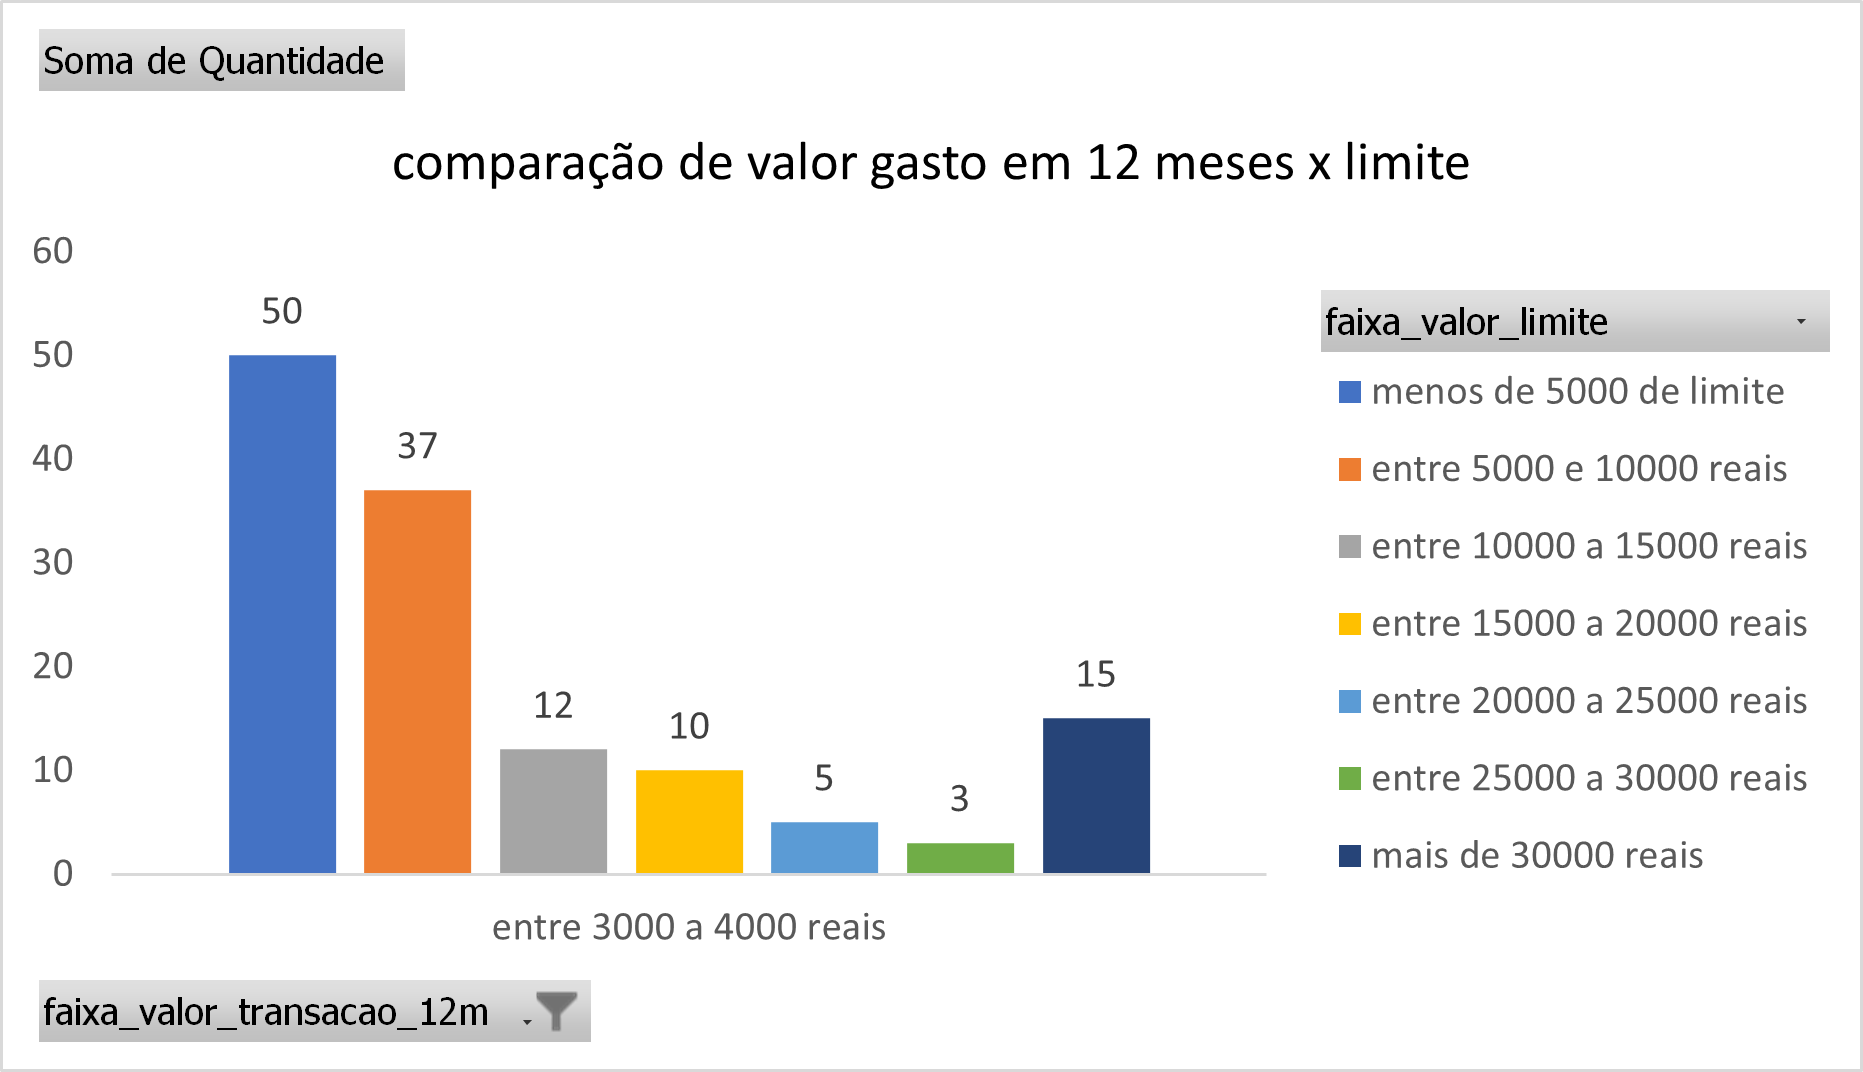 Soma de Quantidade
comparação de valor gasto em 12 meses x limite
60
50
40
30
20
10
0
50
37
12
10
5
3
15
entre 3000 a 4000 reais
faixa_valor_limite
menos de 5000 de limite
entre 5000 e 10000 reais
entre 10000 a 15000 reais
entre 15000 a 20000 reais
entre 20000 a 25000 reais
entre 25000 a 30000 reais
mais de 30000 reais
faixa_valor_transacao_12m